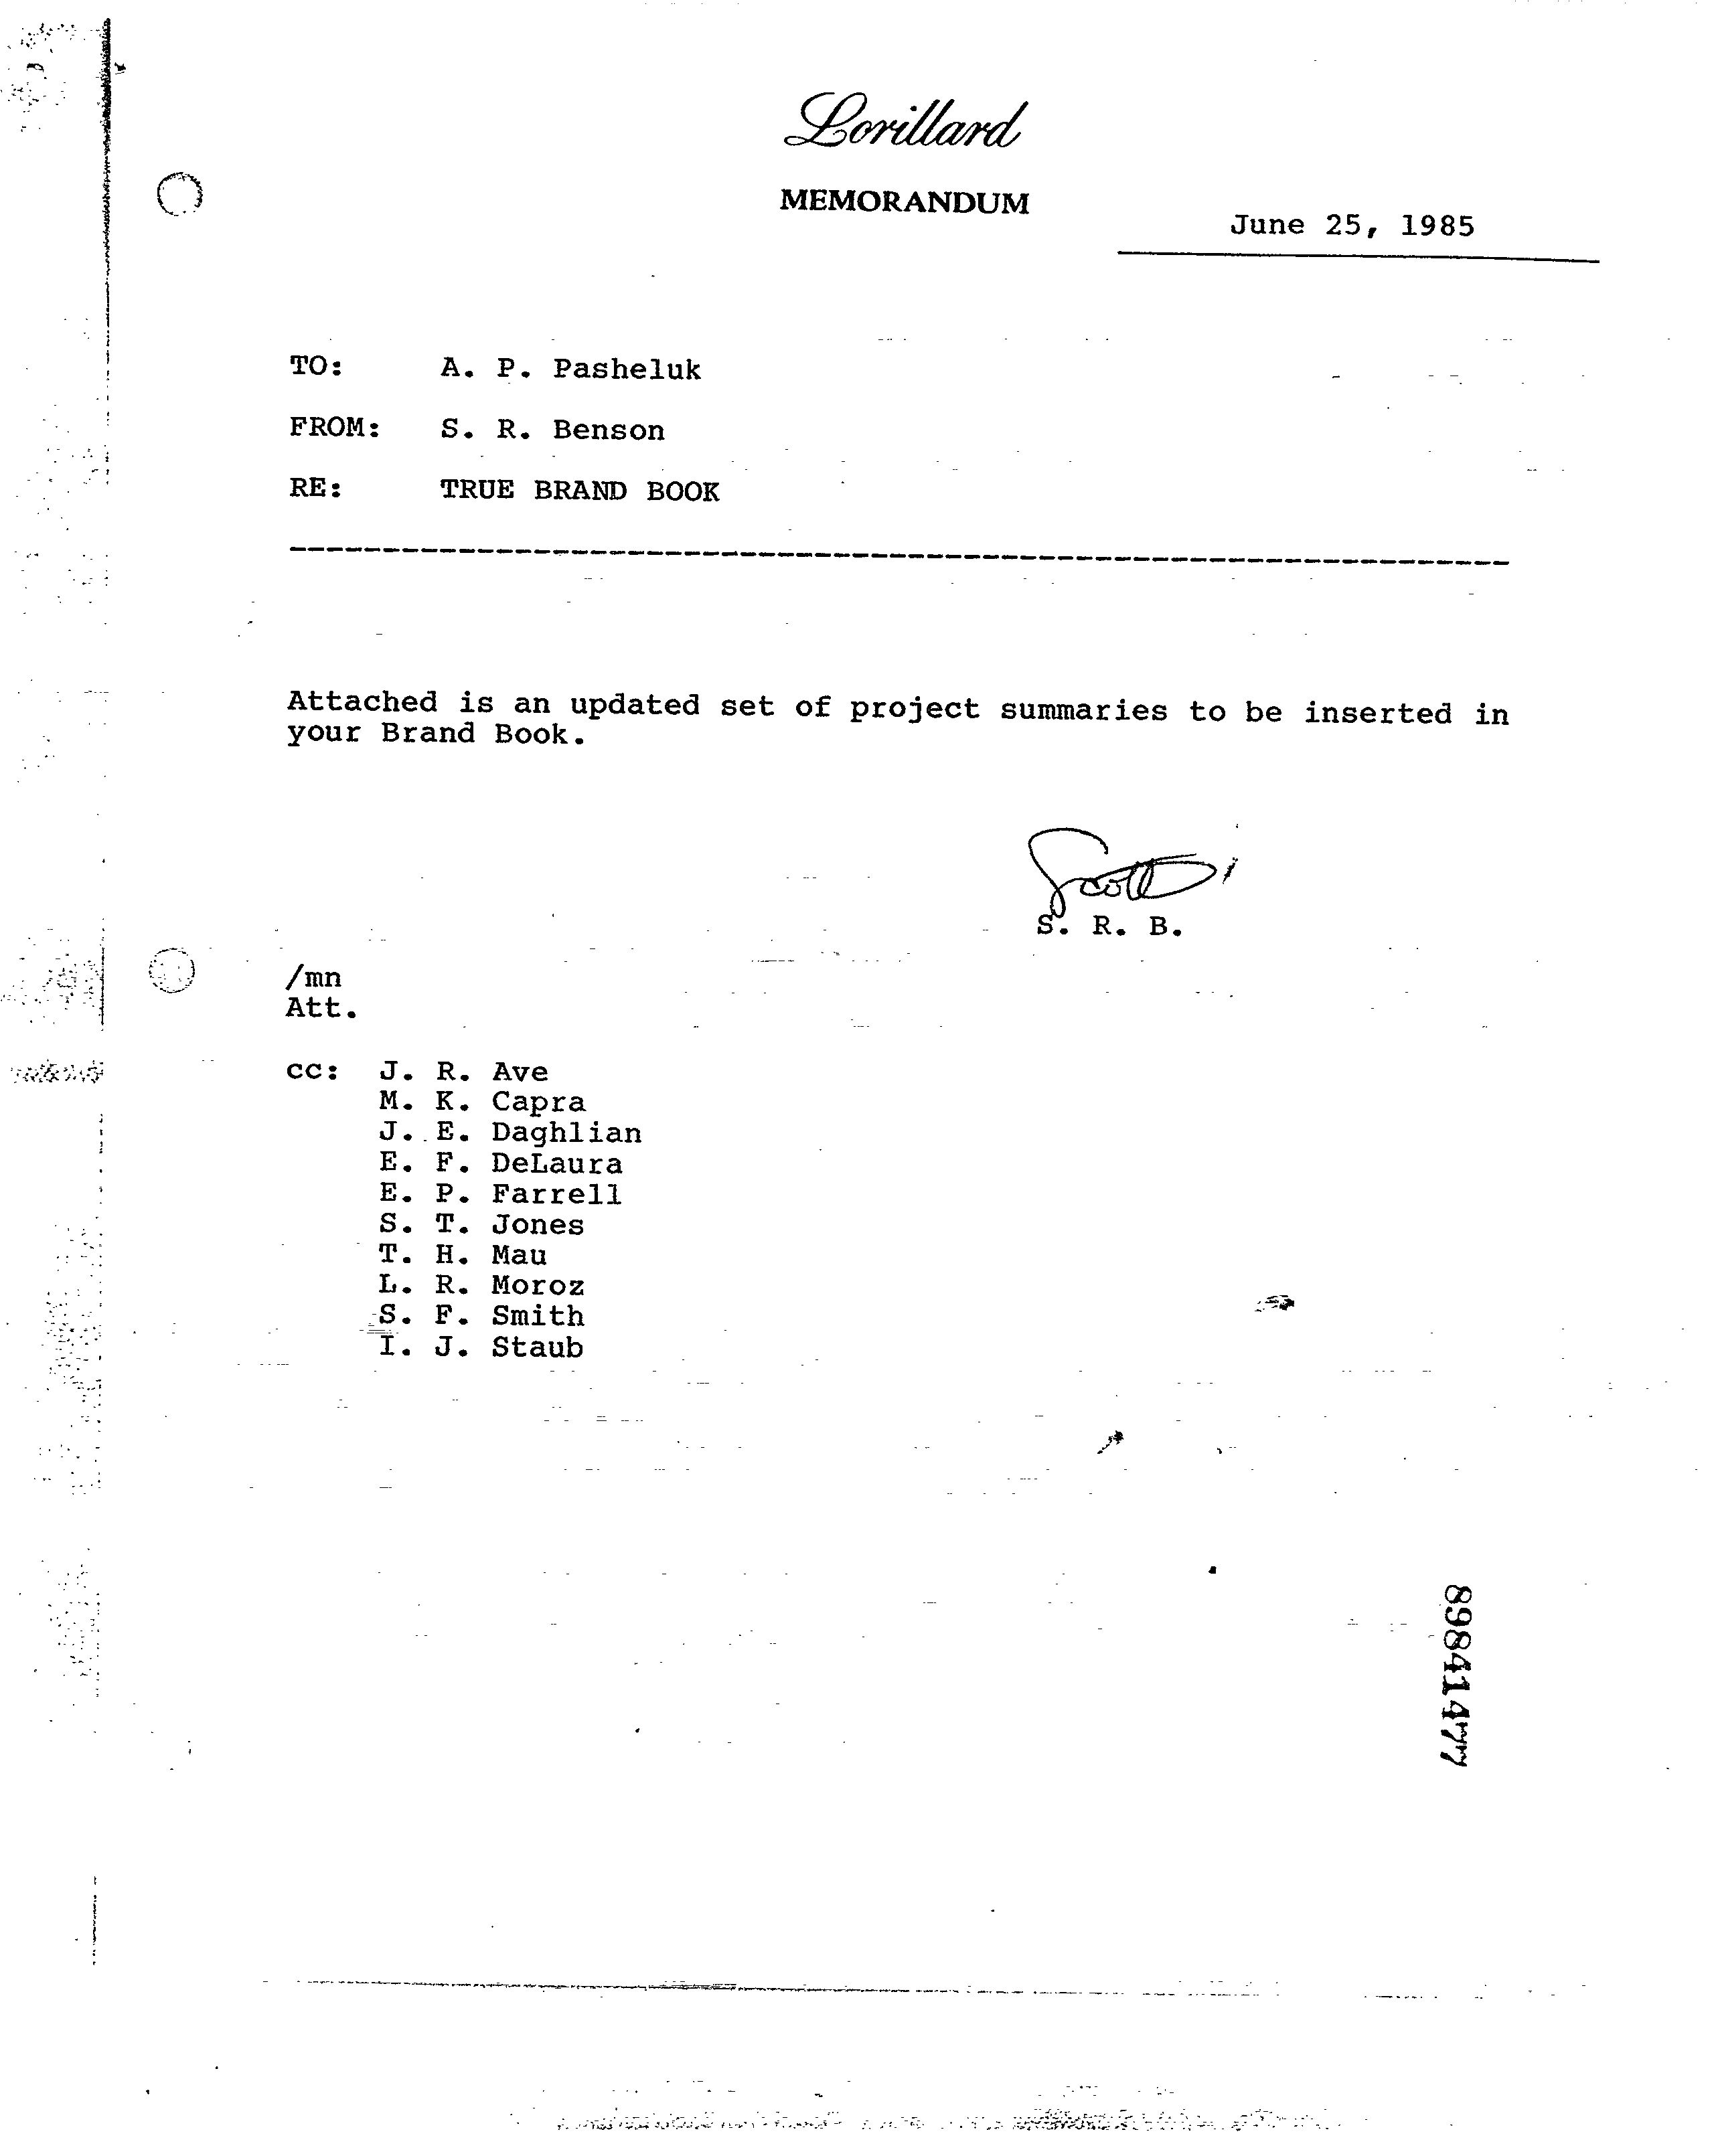 Lorillard
MEMORANDUM
June 25, 1985
TO: A. P. Pasheluk
FROM: S. R. Benson
RE: TRUE BRAND BOOK
Attached is an updated set of project summaries to be inserted in
your Brand Book.
Scott
S. R. B.
/mn
Att.
cc: J. R. Ave
M. K. Capra
J. E. Daghlian
E. F. DeLaura
E. P. Farrell
S. T. Jones
T. H. Mau
L. R. Moroz
S. F. Smith
I. J. Staub
89841477